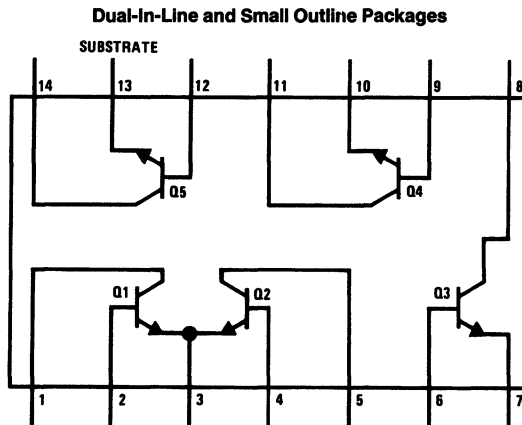 Dual-In-Line and Small Outline Packages
SUBSTRATE
14 13 12 11 10 9 8
Q5 Q4
Q1 Q2 Q3
1 2 3 4 5 6 7